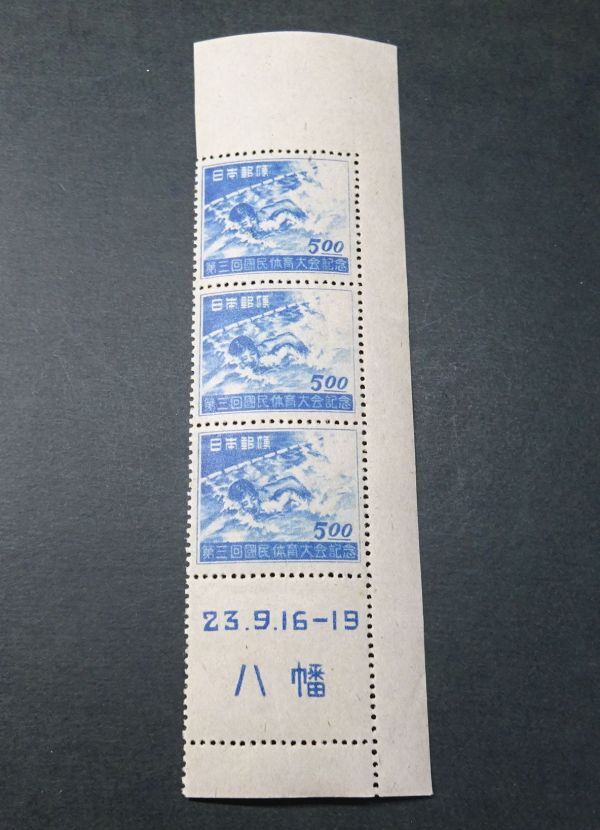 日本郵便
5.00
第三回國民体育大会記念
日本郵便
5.00
第三回國民体育大会記念
日本郵便
5.00
第三回國民体育大会記念
23.9.16-19
八幡